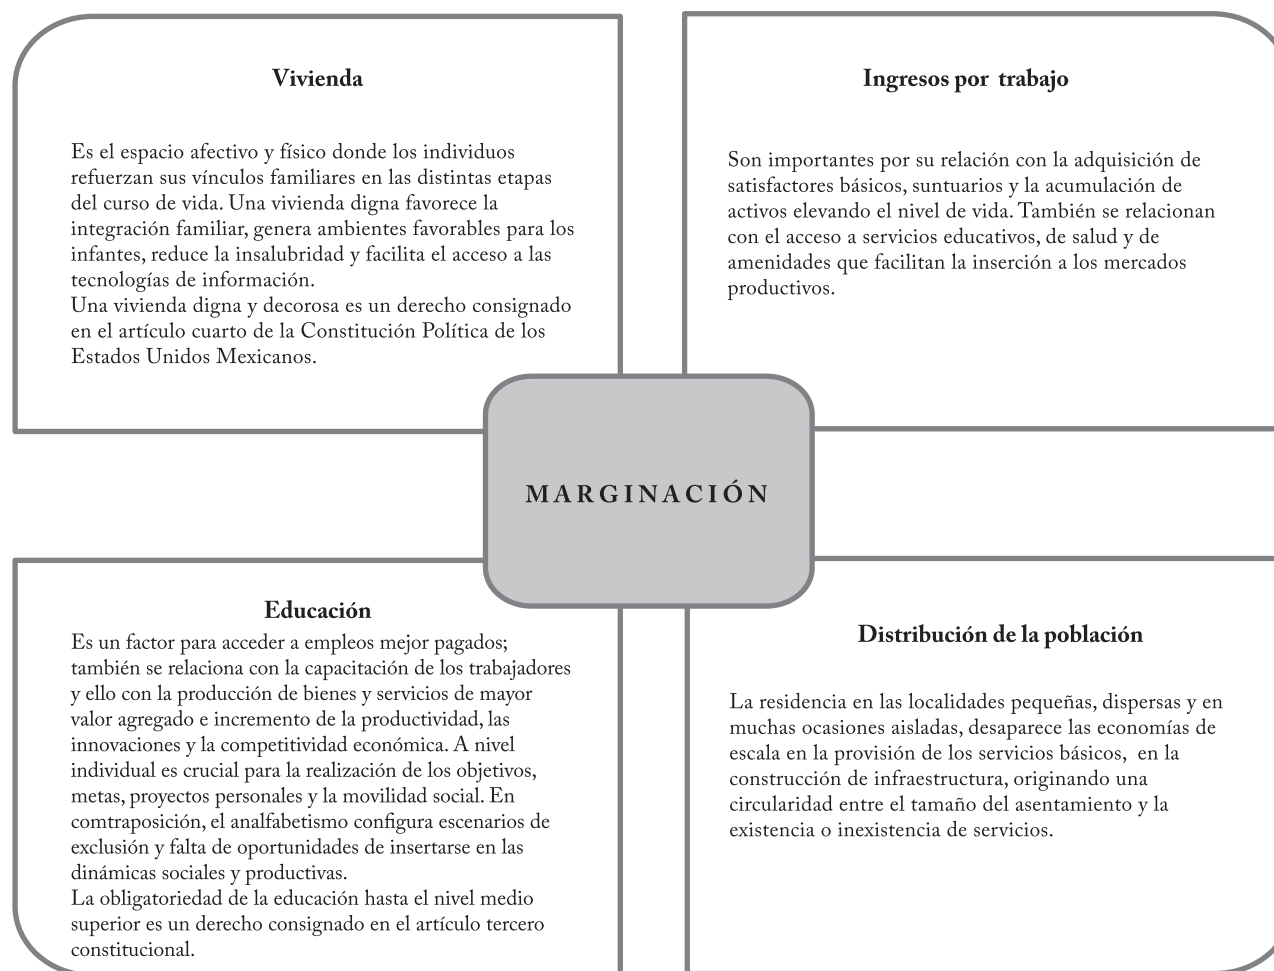 Vivienda
Es el espacio afectivo y físico donde los individuos
refuerzan sus vínculos familiares en las distintas etapas
del curso de vida. Una vivienda digna favorece la
integración familiar, genera ambientes favorables para los
infantes, reduce la insalubridad y facilita el acceso a las
tecnologías de información.
Una vivienda digna y decorosa es un derecho consignado
en el artículo cuarto de la Constitución Política de los
Estados Unidos Mexicanos.
Ingresos por trabajo
Son importantes por su relación con la adquisición de
satisfactores básicos, suntuarios y la acumulación de
activos elevando el nivel de vida. También se relacionan
con el acceso a servicios educativos, de salud y de
amenidades que facilitan la inserción a los mercados
productivos.
MARGINACIÓN
Educación
Es un factor para acceder a empleos mejor pagados;
también se relaciona con la capacitación de los trabajadores
y ello con la producción de bienes y servicios de mayor
valor agregado e incremento de la productividad, las
innovaciones y la competitividad económica. A nivel
individual es crucial para la realización de los objetivos,
metas, proyectos personales y la movilidad social. En
comtraposición, el analfabetismo configura escenarios de
exclusión y falta de oportunidades de insertarse en las
dinámicas sociales y productivas.
La obligatoriedad de la educación hasta el nivel medio
superior es un derecho consignado en el artículo tercero
constitucional.
Distribución de la población
La residencia en las localidades pequeñas, dispersas y en
muchas ocasiones aisladas, desaparece las economías de
escala en la provisión de los servicios básicos, en la
construcción de infraestructura, originando una
circularidad entre el tamaño del asentamiento y la
existencia o inexistencia de servicios.